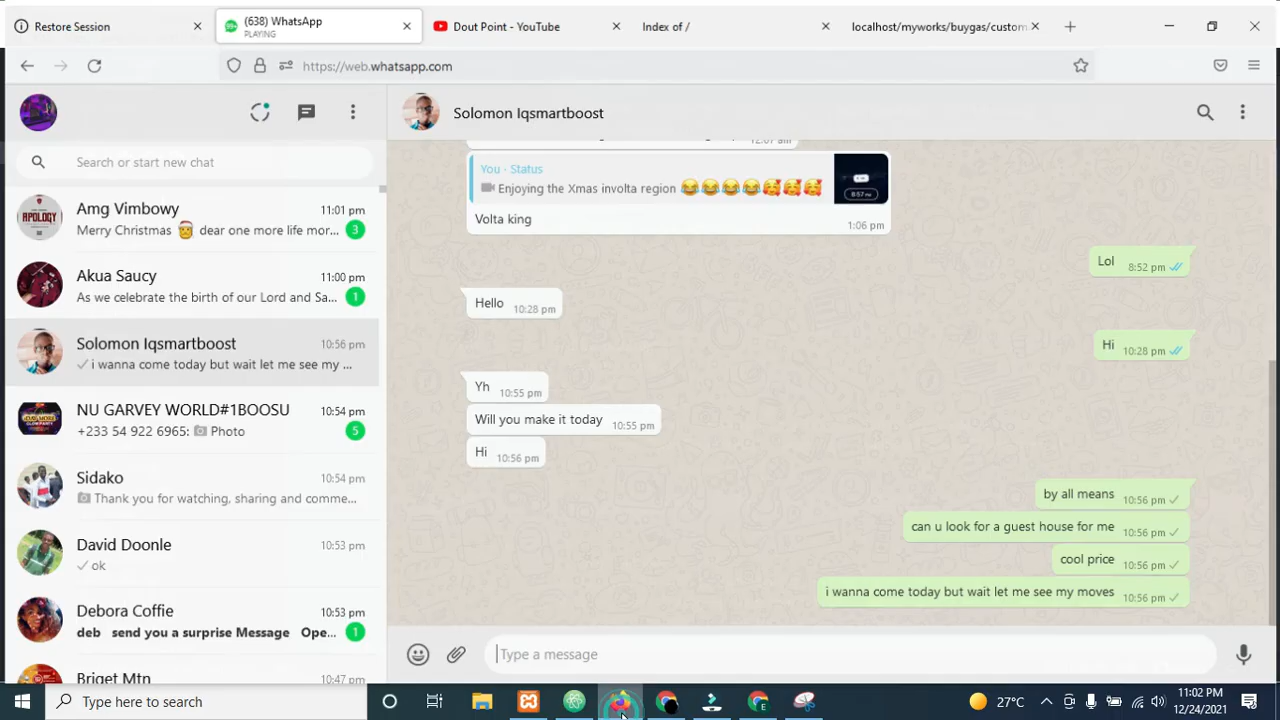 Restore Session
(638) WhatsApp
PLAYING
Dout Point - YouTube
Index of /
localhost/myworks/buygas/custom
https://web.whatsapp.com
Solomon Iqsmartboost
Search or start new chat
Amg Vimbowy 11:01 pm
Merry Christmas 🎅 dear one more life mor... 3
APOLOGY
Akua Saucy 11:00 pm
As we celebrate the birth of our Lord and Sa... 1
Solomon Iqsmartboost 10:56 pm
i wanna come today but wait let me see my ...
NU GARVEY WORLD#1BOOSU 10:54 pm
+233 54 922 6965: Photo 5
Sidako 10:54 pm
Thank you for watching, sharing and comme...
David Doonle 10:53 pm
ok
Debora Coffie 10:53 pm
deb send you a surprise Message Ope... 1
Briget Mtn 10:47 pm
You · Status
Enjoying the Xmas involta region 😂😂😂😂🥰🥰🥰
8:57 PM
Volta king
1:06 pm
Lol 8:52 pm
Hello 10:28 pm
Hi 10:28 pm
Yh 10:55 pm
Will you make it today 10:55 pm
Hi 10:56 pm
by all means 10:56 pm
can u look for a guest house for me 10:56 pm
cool price 10:56 pm
i wanna come today but wait let me see my moves 10:56 pm
Type a message
Type here to search
27°C
11:02 PM
12/24/2021